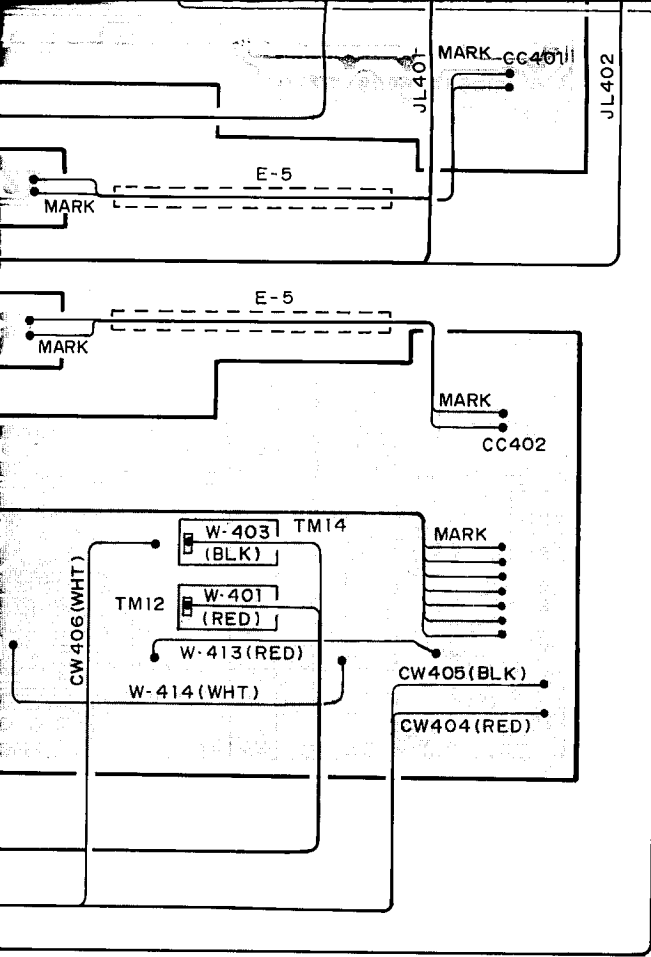 MARK
CC401
JL401
JL402
E-5
MARK
E-5
MARK
MARK
CC402
W-403
(BLK)
TM14
MARK
TM12
W-401
(RED)
CW406(WHT)
W-413(RED)
CW405(BLK)
W-414(WHT)
CW404(RED)